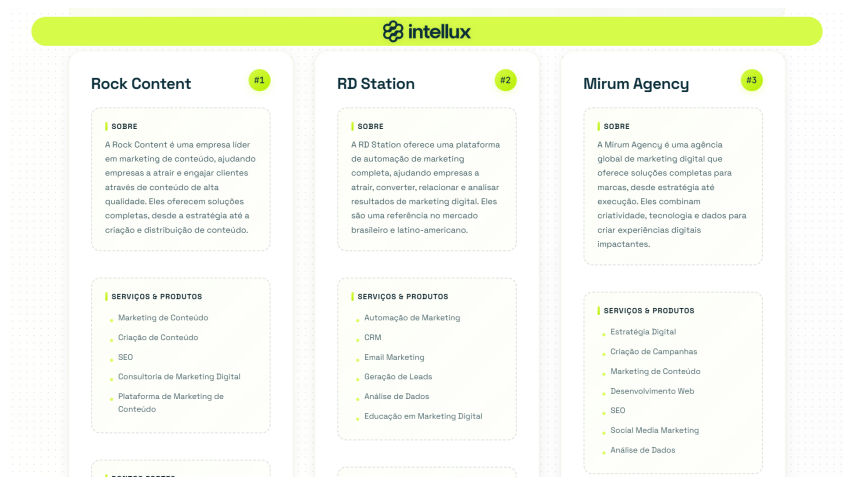 intellux
Rock Content
#1
SOBRE
A Rock Content é uma empresa líder
em marketing de conteúdo, ajudando
empresas a atrair e engajar clientes
através de conteúdo de alta
qualidade. Eles oferecem soluções
completas, desde a estratégia até a
criação e distribuição de conteúdo.
SERVIÇOS & PRODUTOS
Marketing de Conteúdo
Criação de Conteúdo
SEO
Consultoria de Marketing Digital
Plataforma de Marketing de
Conteúdo
RD Station
#2
SOBRE
A RD Station oferece uma plataforma
de automação de marketing
completa, ajudando empresas a
atrair, converter, relacionar e analisar
resultados de marketing digital. Eles
são uma referência no mercado
brasileiro e latino-americano.
SERVIÇOS & PRODUTOS
Automação de Marketing
CRM
Email Marketing
Geração de Leads
Análise de Dados
Educação em Marketing Digital
Mirum Agency
#3
SOBRE
A Mirum Agency é uma agência
global de marketing digital que
oferece soluções completas para
marcas, desde estratégia até
execução. Eles combinam
criatividade, tecnologia e dados para
criar experiências digitais
impactantes.
SERVIÇOS & PRODUTOS
Estratégia Digital
Criação de Campanhas
Marketing de Conteúdo
Desenvolvimento Web
SEO
Social Media Marketing
Análise de Dados